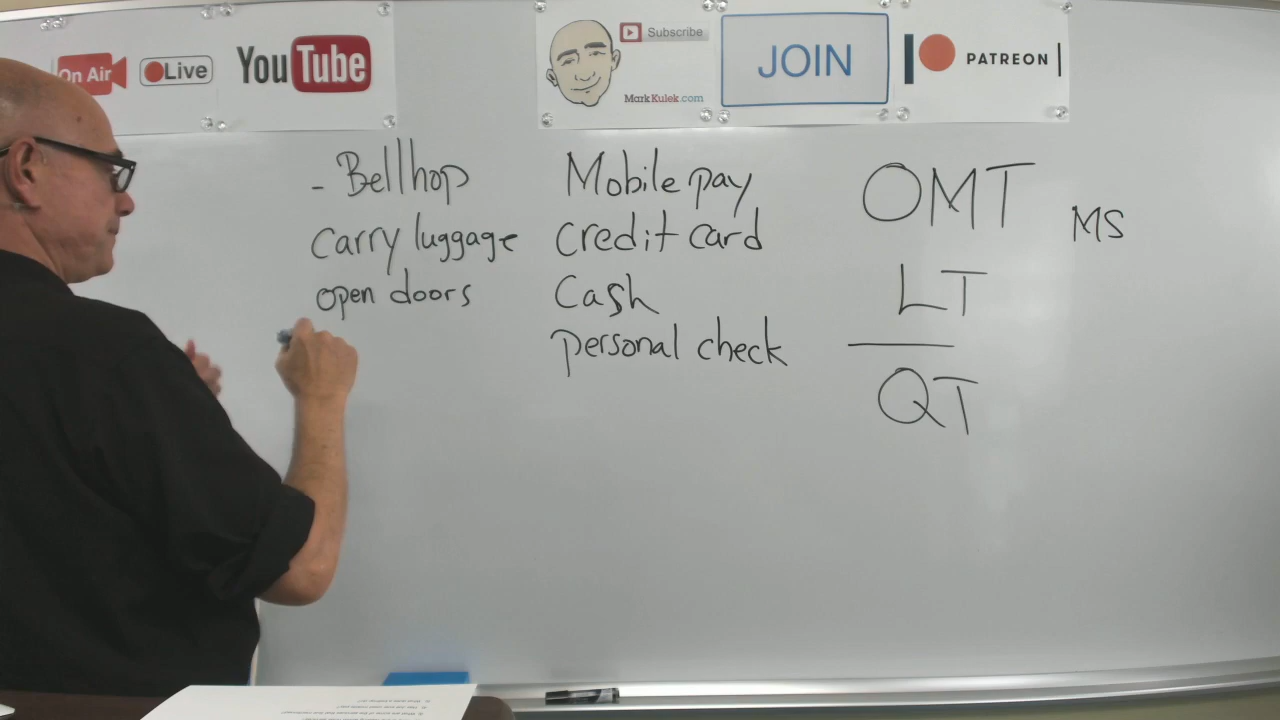 On Air
Live
YouTube
Subscribe
MarkKulek.com
JOIN
PATREON
- Bellhop
carry luggage
open doors
Mobile pay
credit card
Cash
personal check
OMT
MS
LT
QT